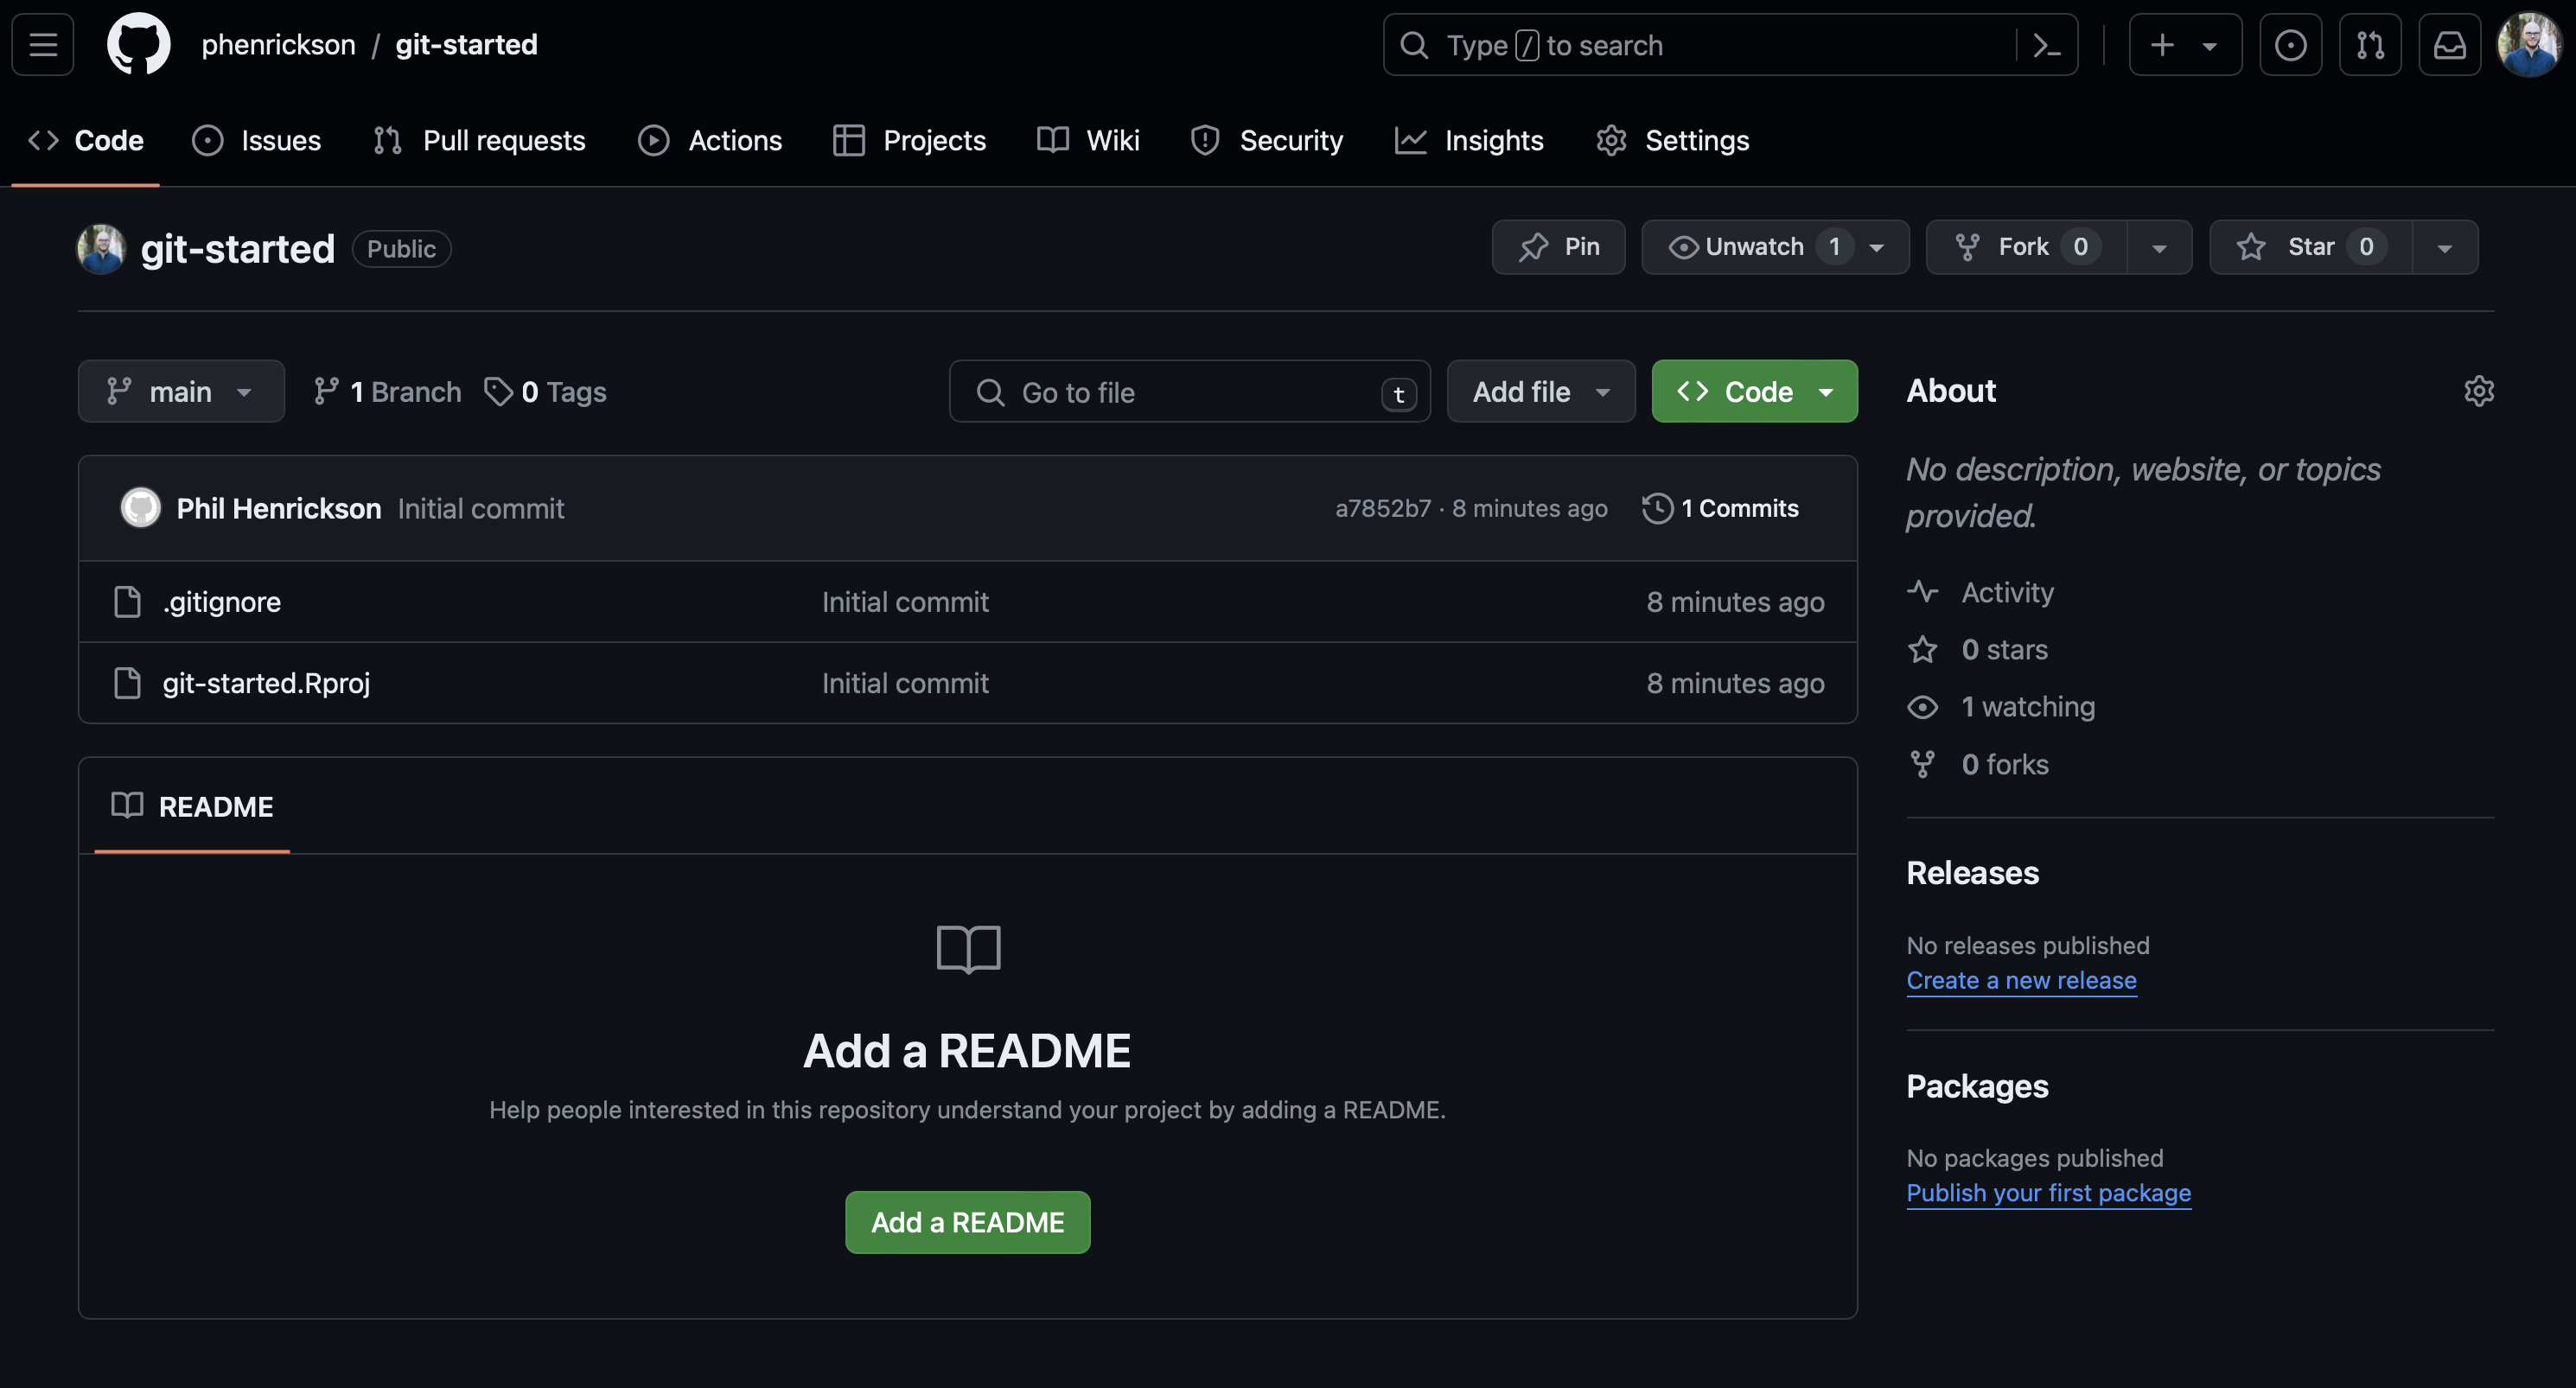 phenrickson / git-started
Type / to search
Code Issues Pull requests Actions Projects Wiki Security Insights Settings
git-started Public
Pin Unwatch 1 Fork 0 Star 0
main 1 Branch 0 Tags
Go to file t Add file Code
Phil Henrickson Initial commit a7852b7 · 8 minutes ago 1 Commits
.gitignore Initial commit 8 minutes ago
git-started.Rproj Initial commit 8 minutes ago
README
Add a README
Help people interested in this repository understand your project by adding a README.
Add a README
About
No description, website, or topics
provided.
Activity
0 stars
1 watching
0 forks
Releases
No releases published
Create a new release
Packages
No packages published
Publish your first package